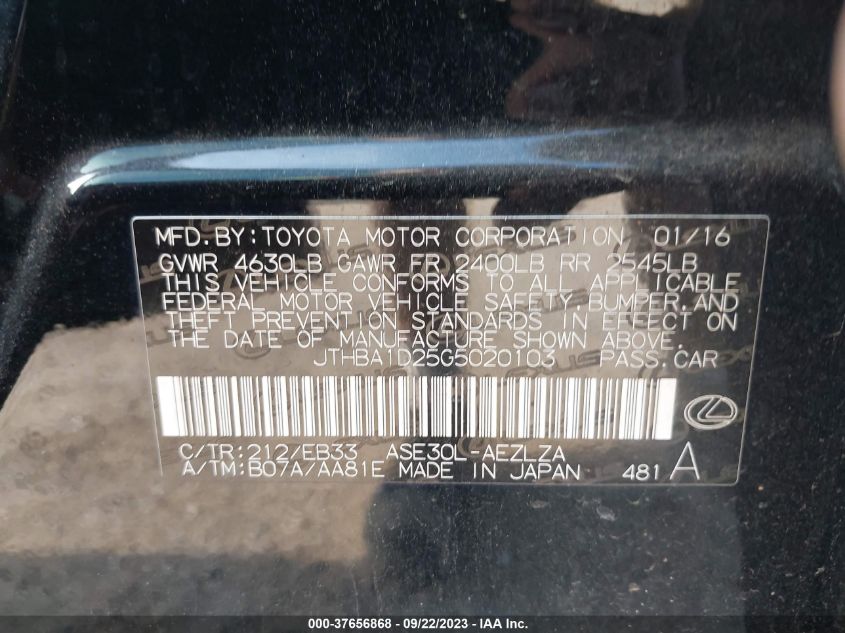 MFD.BY:TOYOTA MOTOR CORPORATION 01/16
GVWR 4630LB GAWR FR 2400LB RR 2545LB
THIS VEHICLE CONFORMS TO ALL APPLICABLE
FEDERAL MOTOR VEHICLE SAFETY, BUMPER,AND
THEFT PREVENTION STANDARDS IN EFFECT ON
THE DATE OF MANUFACTURE SHOWN ABOVE.
JTHBA1D25G5020103 PASS.CAR
C/TR:212/EB33 ASE30L-AEZLZA
A/TM:B07A/AA81E MADE IN JAPAN 481 A
000-37656868 - 09/22/2023 - IAAI.com